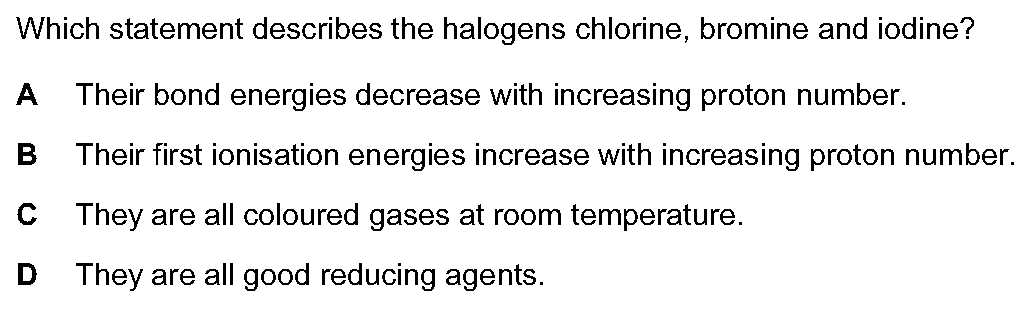 Which statement describes the halogens chlorine, bromine and iodine?
A Their bond energies decrease with increasing proton number.
B Their first ionisation energies increase with increasing proton number.
C They are all coloured gases at room temperature.
D They are all good reducing agents.